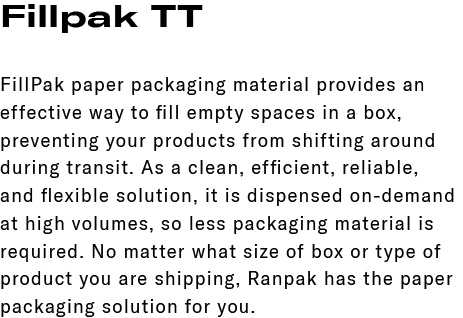 Fillpak TT
FillPak paper packaging material provides an
effective way to fill empty spaces in a box,
preventing your products from shifting around
during transit. As a clean, efficient, reliable,
and flexible solution, it is dispensed on-demand
at high volumes, so less packaging material is
required. No matter what size of box or type of
product you are shipping, Ranpak has the paper
packaging solution for you.